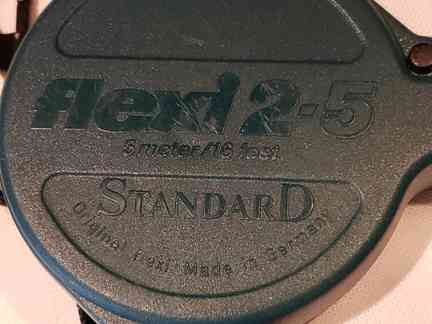 flexi 2-5
5 meter/16 feet
STANDARD
Original flexi · Made in Germany